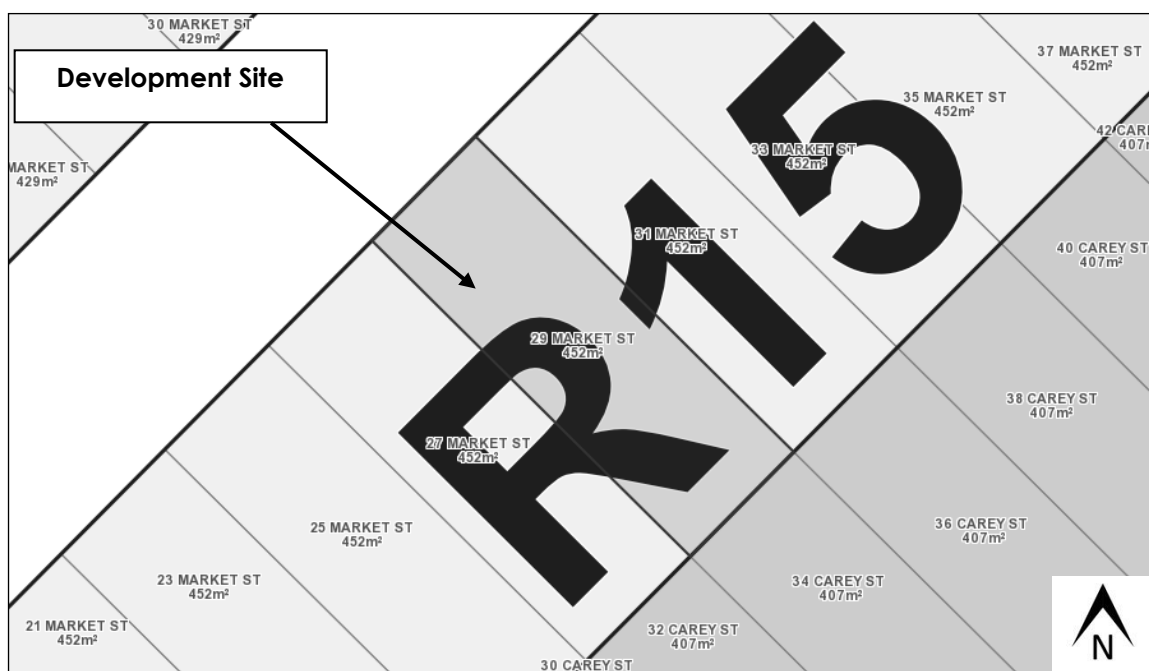 30 MARKET ST
429m²
Development Site
MARKET ST
429m²
37 MARKET ST
452m²
35 MARKET ST
452m²
42 CARE
407m
33 MARKET ST
452m²
R15
31 MARKET ST
452m²
40 CAREY ST
407m²
29 MARKET ST
452m²
38 CAREY ST
407m²
27 MARKET ST
452m²
25 MARKET ST
452m²
36 CAREY ST
407m²
23 MARKET ST
452m²
34 CAREY ST
407m²
21 MARKET ST
452m²
32 CAREY ST
407m²
30 CAREY ST
N